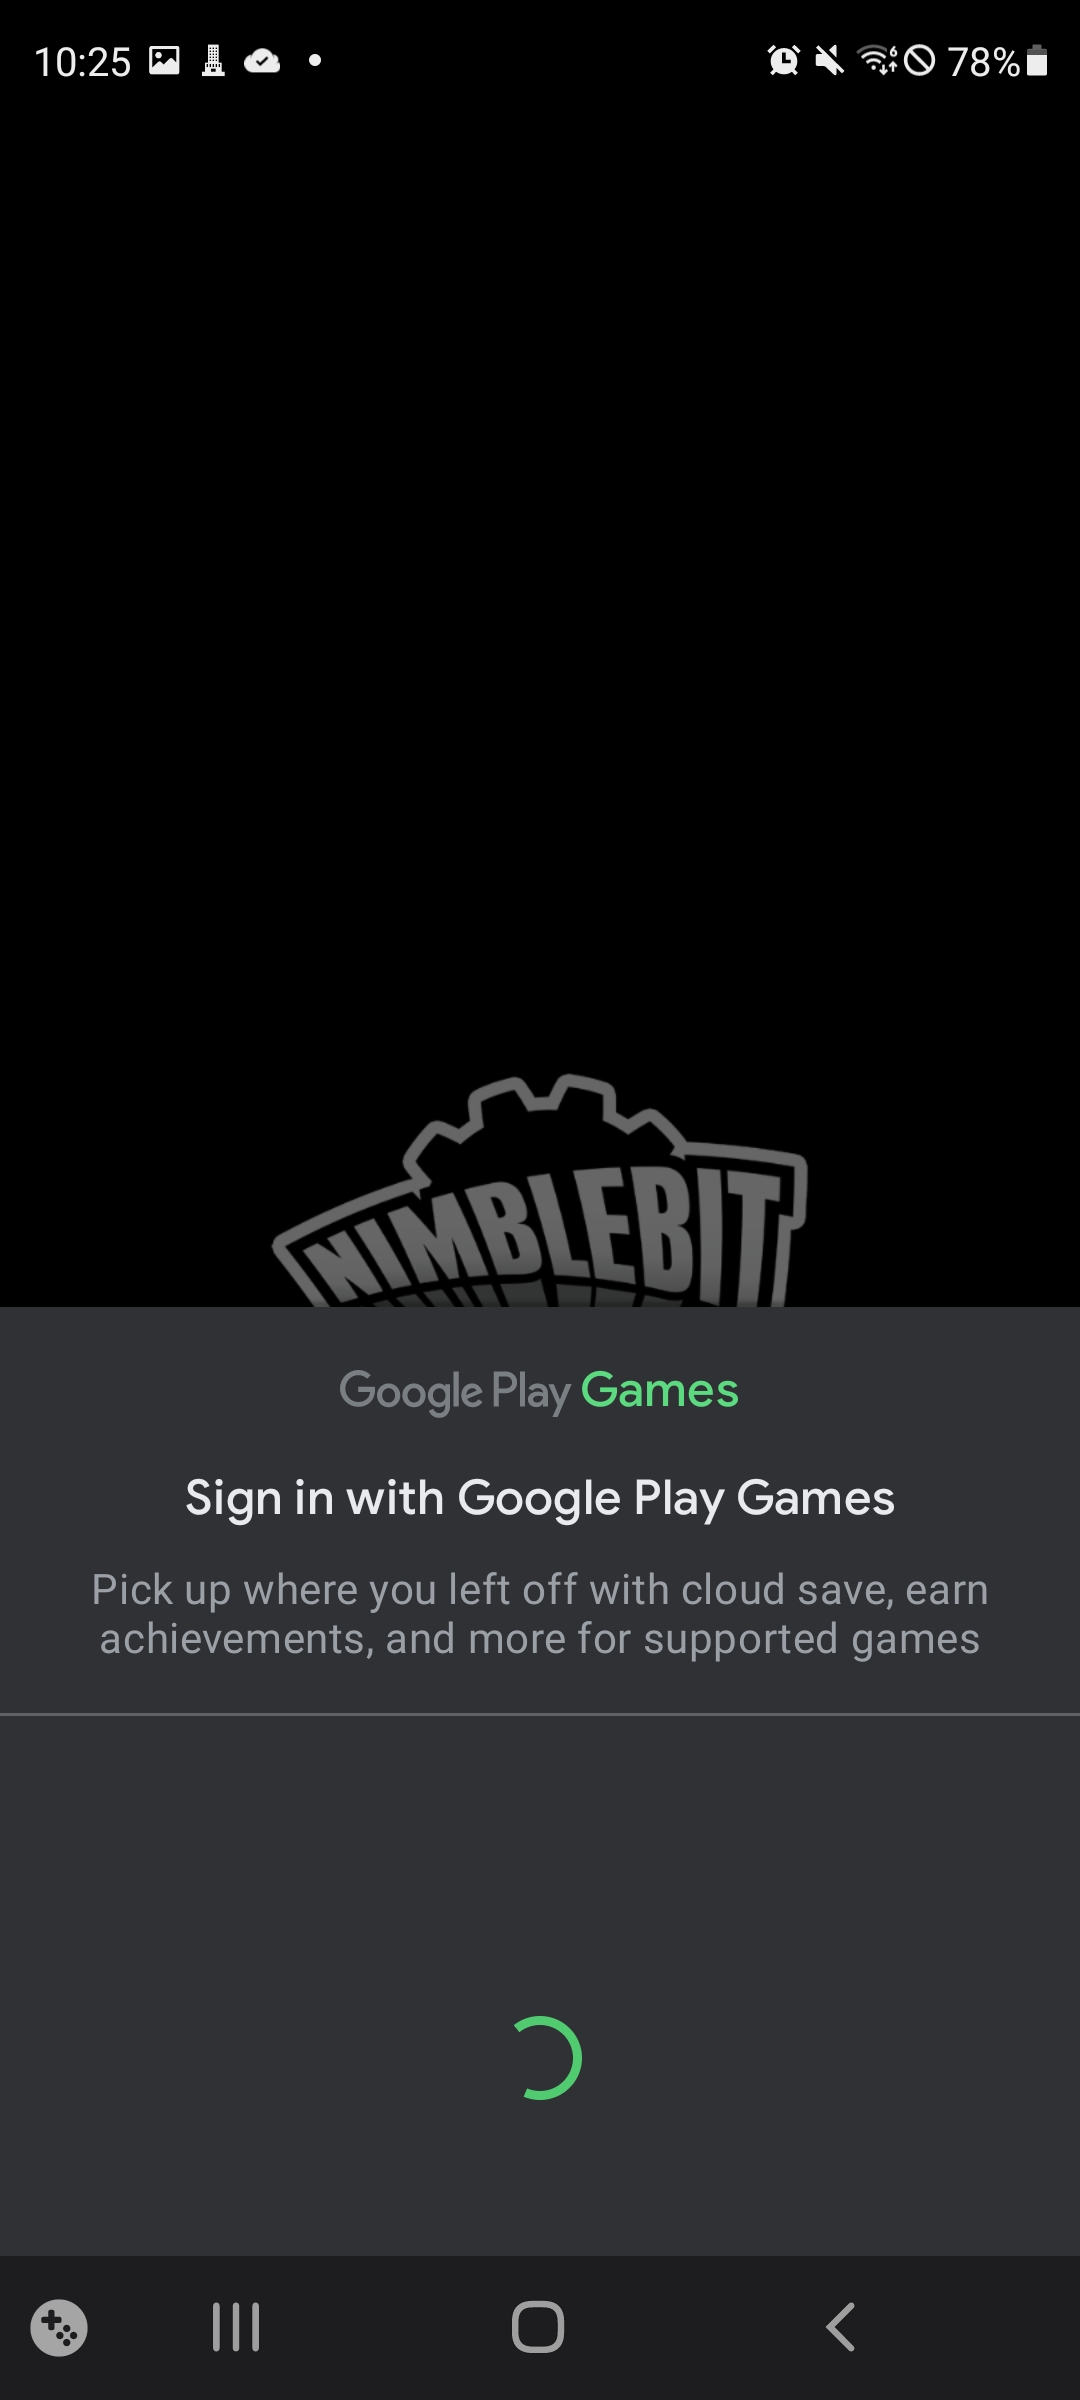 10:25
6
78%
NIMBLEBIT
Google Play Games
Sign in with Google Play Games
Pick up where you left off with cloud save, earn
achievements, and more for supported games